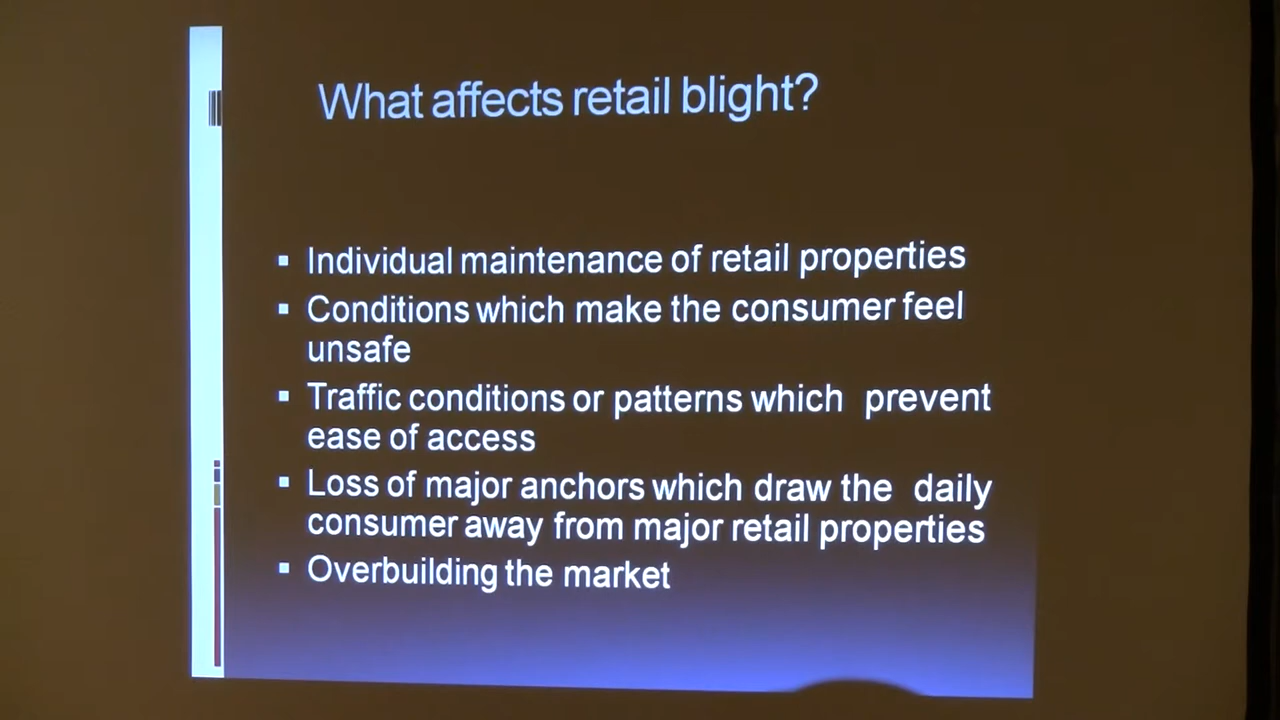 What affects retail blight?
▪ Individual maintenance of retail properties
▪ Conditions which make the consumer feel
unsafe
▪ Traffic conditions or patterns which prevent
ease of access
▪ Loss of major anchors which draw the daily
consumer away from major retail properties
▪ Overbuilding the market